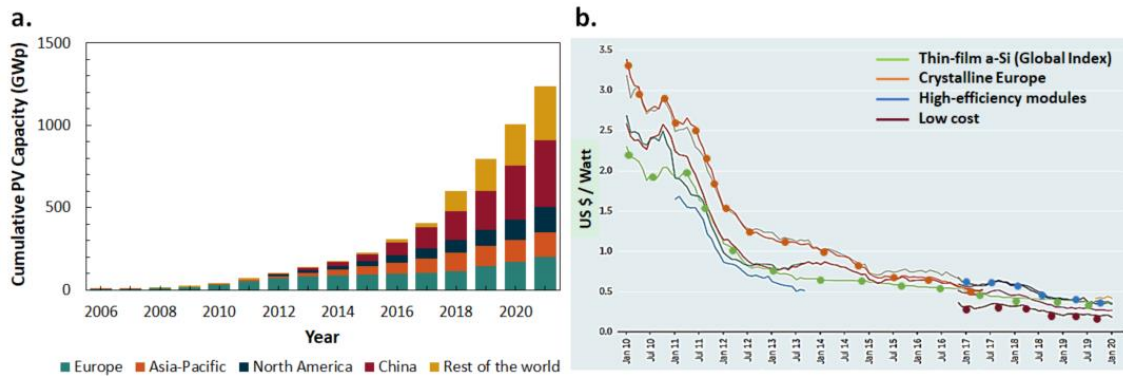 a.
1500
1000
500
0
Cumulative PV Capacity (GWp)
2006 2008 2010 2012 2014 2016 2018 2020
Year
Europe Asia-Pacific North America China Rest of the world
b.
3.5
3.0
2.5
2.0
1.5
1.0
0.5
0.0
US $ / Watt
Thin-film a-Si (Global Index)
Crystalline Europe
High-efficiency modules
Low cost
Jan 10 Jul 10 Jan 11 Jul 11 Jan 12 Jul 12 Jan 13 Jul 13 Jan 14 Jul 14 Jan 15 Jul 15 Jan 16 Jul 16 Jan 17 Jul 17 Jan 18 Jul 18 Jan 19 Jul 19 Jan 20